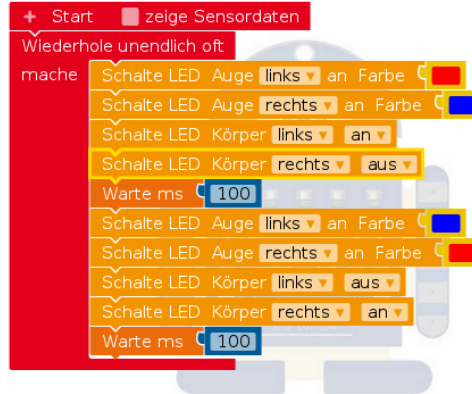 + Start zeige Sensordaten
Wiederhole unendlich oft
mache Schalte LED Auge links an Farbe
Schalte LED Auge rechts an Farbe
Schalte LED Körper links an
Schalte LED Körper rechts aus
Warte ms 100
Schalte LED Auge links an Farbe
Schalte LED Auge rechts an Farbe
Schalte LED Körper links aus
Schalte LED Körper rechts an
Warte ms 100